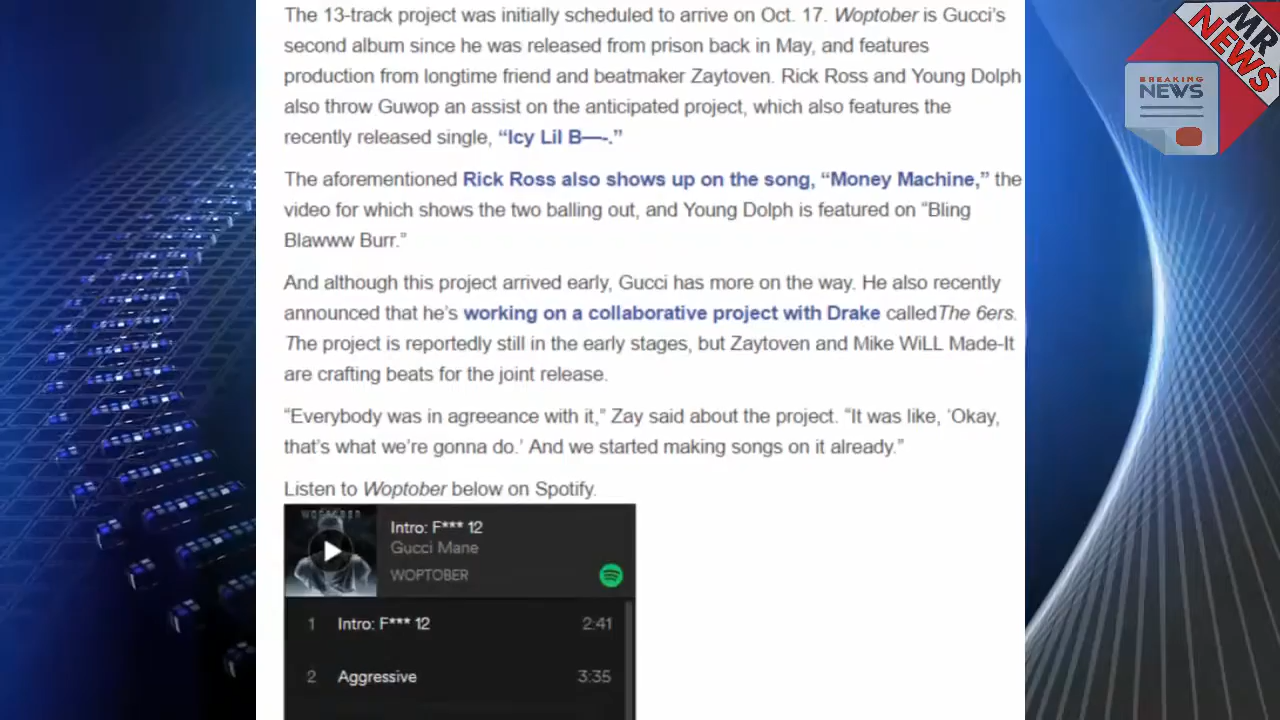 The 13-track project was initially scheduled to arrive on Oct. 17. Woptober is Gucci's
second album since he was released from prison back in May, and features
production from longtime friend and beatmaker Zaytoven. Rick Ross and Young Dolph
also throw Guwop an assist on the anticipated project, which also features the
recently released single, “Icy Lil B—-.”
The aforementioned Rick Ross also shows up on the song, “Money Machine,” the
video for which shows the two balling out, and Young Dolph is featured on “Bling
Blawww Burr.”
And although this project arrived early, Gucci has more on the way. He also recently
announced that he's working on a collaborative project with Drake calledThe 6ers.
The project is reportedly still in the early stages, but Zaytoven and Mike WiLL Made-It
are crafting beats for the joint release.
“Everybody was in agreeance with it,” Zay said about the project. “It was like, ‘Okay,
that's what we're gonna do.’ And we started making songs on it already.”
Listen to Woptober below on Spotify.
WOPTOBER
Intro: F*** 12
Gucci Mane
WOPTOBER
1 Intro: F*** 12 2:41
2 Aggressive 3:35
MR
NEWS
BREAKING
NEWS